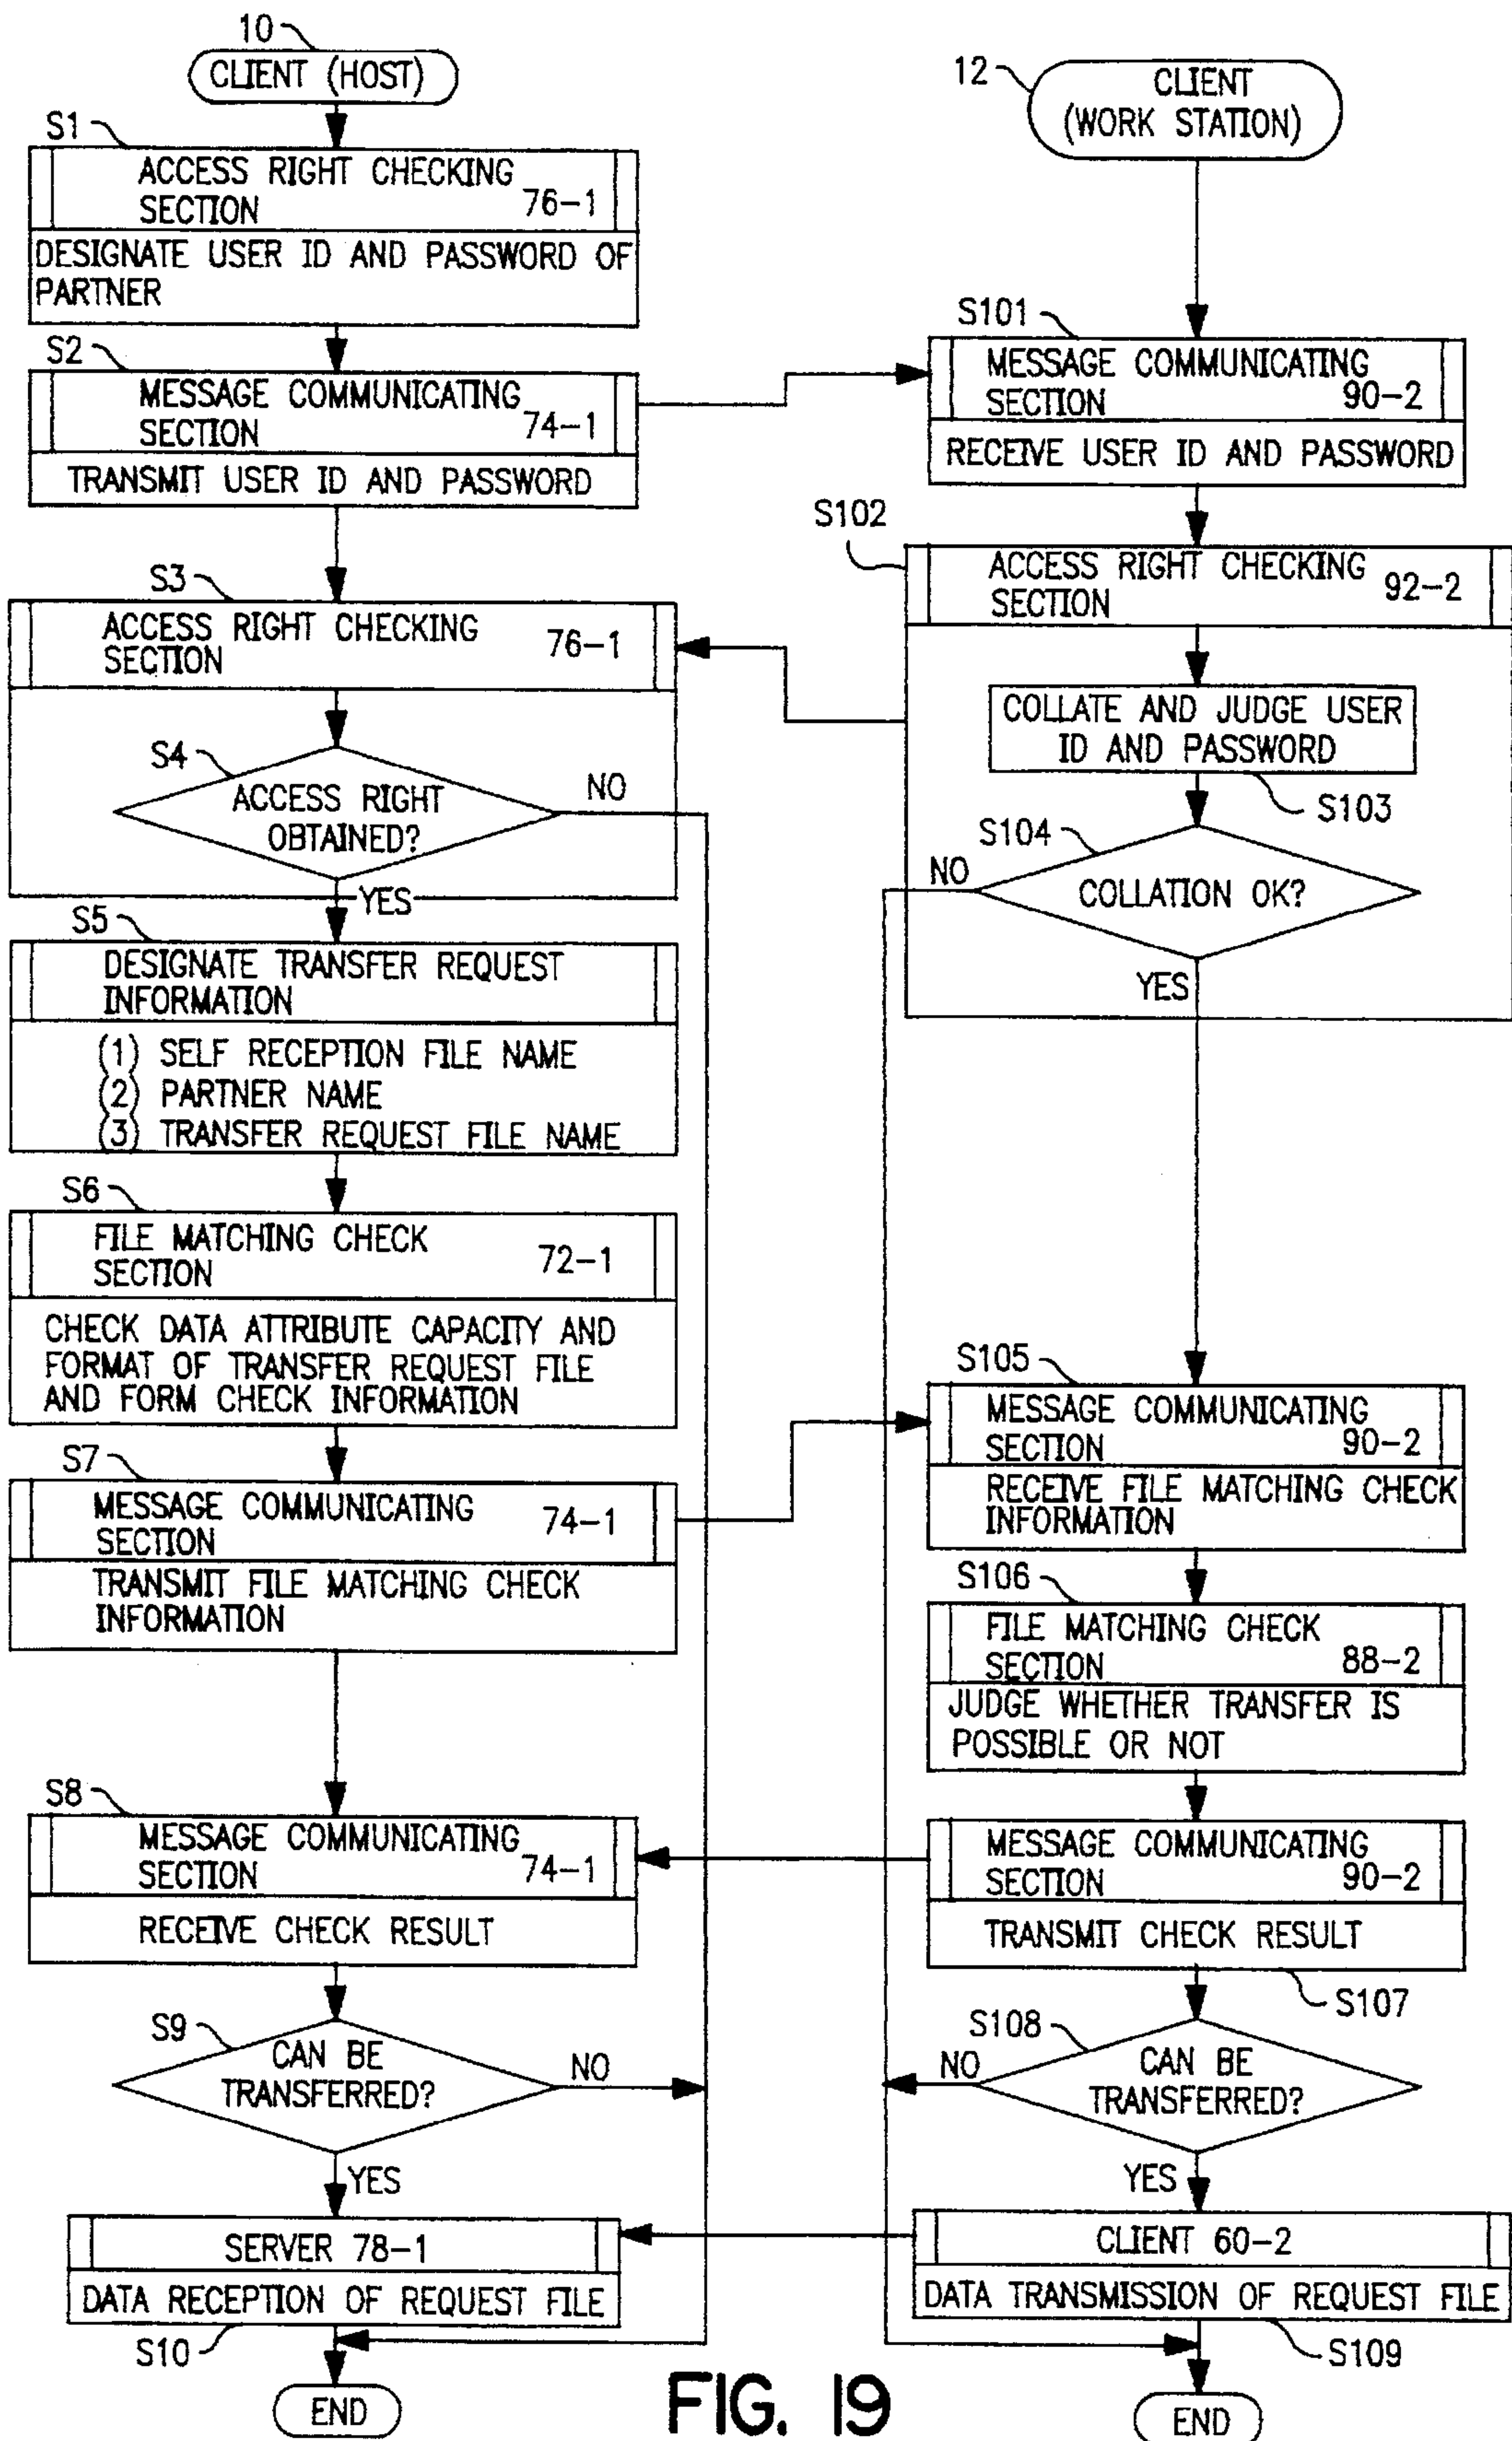 10
CLIENT (HOST)
S1
ACCESS RIGHT CHECKING
SECTION 76-1
DESIGNATE USER ID AND PASSWORD OF
PARTNER
S2
MESSAGE COMMUNICATING
SECTION 74-1
TRANSMIT USER ID AND PASSWORD
S3
ACCESS RIGHT CHECKING
SECTION 76-1
S4
ACCESS RIGHT
OBTAINED?
NO
YES
S5
DESIGNATE TRANSFER REQUEST
INFORMATION
(1) SELF RECEPTION FILE NAME
(2) PARTNER NAME
(3) TRANSFER REQUEST FILE NAME
S6
FILE MATCHING CHECK
SECTION 72-1
CHECK DATA ATTRIBUTE CAPACITY AND
FORMAT OF TRANSFER REQUEST FILE
AND FORM CHECK INFORMATION
S7
MESSAGE COMMUNICATING
SECTION 74-1
TRANSMIT FILE MATCHING CHECK
INFORMATION
S8
MESSAGE COMMUNICATING
SECTION 74-1
RECEIVE CHECK RESULT
S9
CAN BE
TRANSFERRED?
NO
YES
SERVER 78-1
DATA RECEPTION OF REQUEST FILE
S10
END
12
CLIENT
(WORK STATION)
S101
MESSAGE COMMUNICATING
SECTION 90-2
RECEIVE USER ID AND PASSWORD
S102
ACCESS RIGHT CHECKING
SECTION 92-2
COLLATE AND JUDGE USER
ID AND PASSWORD
S103
S104
COLLATION OK?
NO
YES
S105
MESSAGE COMMUNICATING
SECTION 90-2
RECEIVE FILE MATCHING CHECK
INFORMATION
S106
FILE MATCHING CHECK
SECTION 88-2
JUDGE WHETHER TRANSFER IS
POSSIBLE OR NOT
MESSAGE COMMUNICATING
SECTION 90-2
TRANSMIT CHECK RESULT
S107
S108
CAN BE
TRANSFERRED?
NO
YES
CLIENT 60-2
DATA TRANSMISSION OF REQUEST FILE
S109
END
FIG. 19